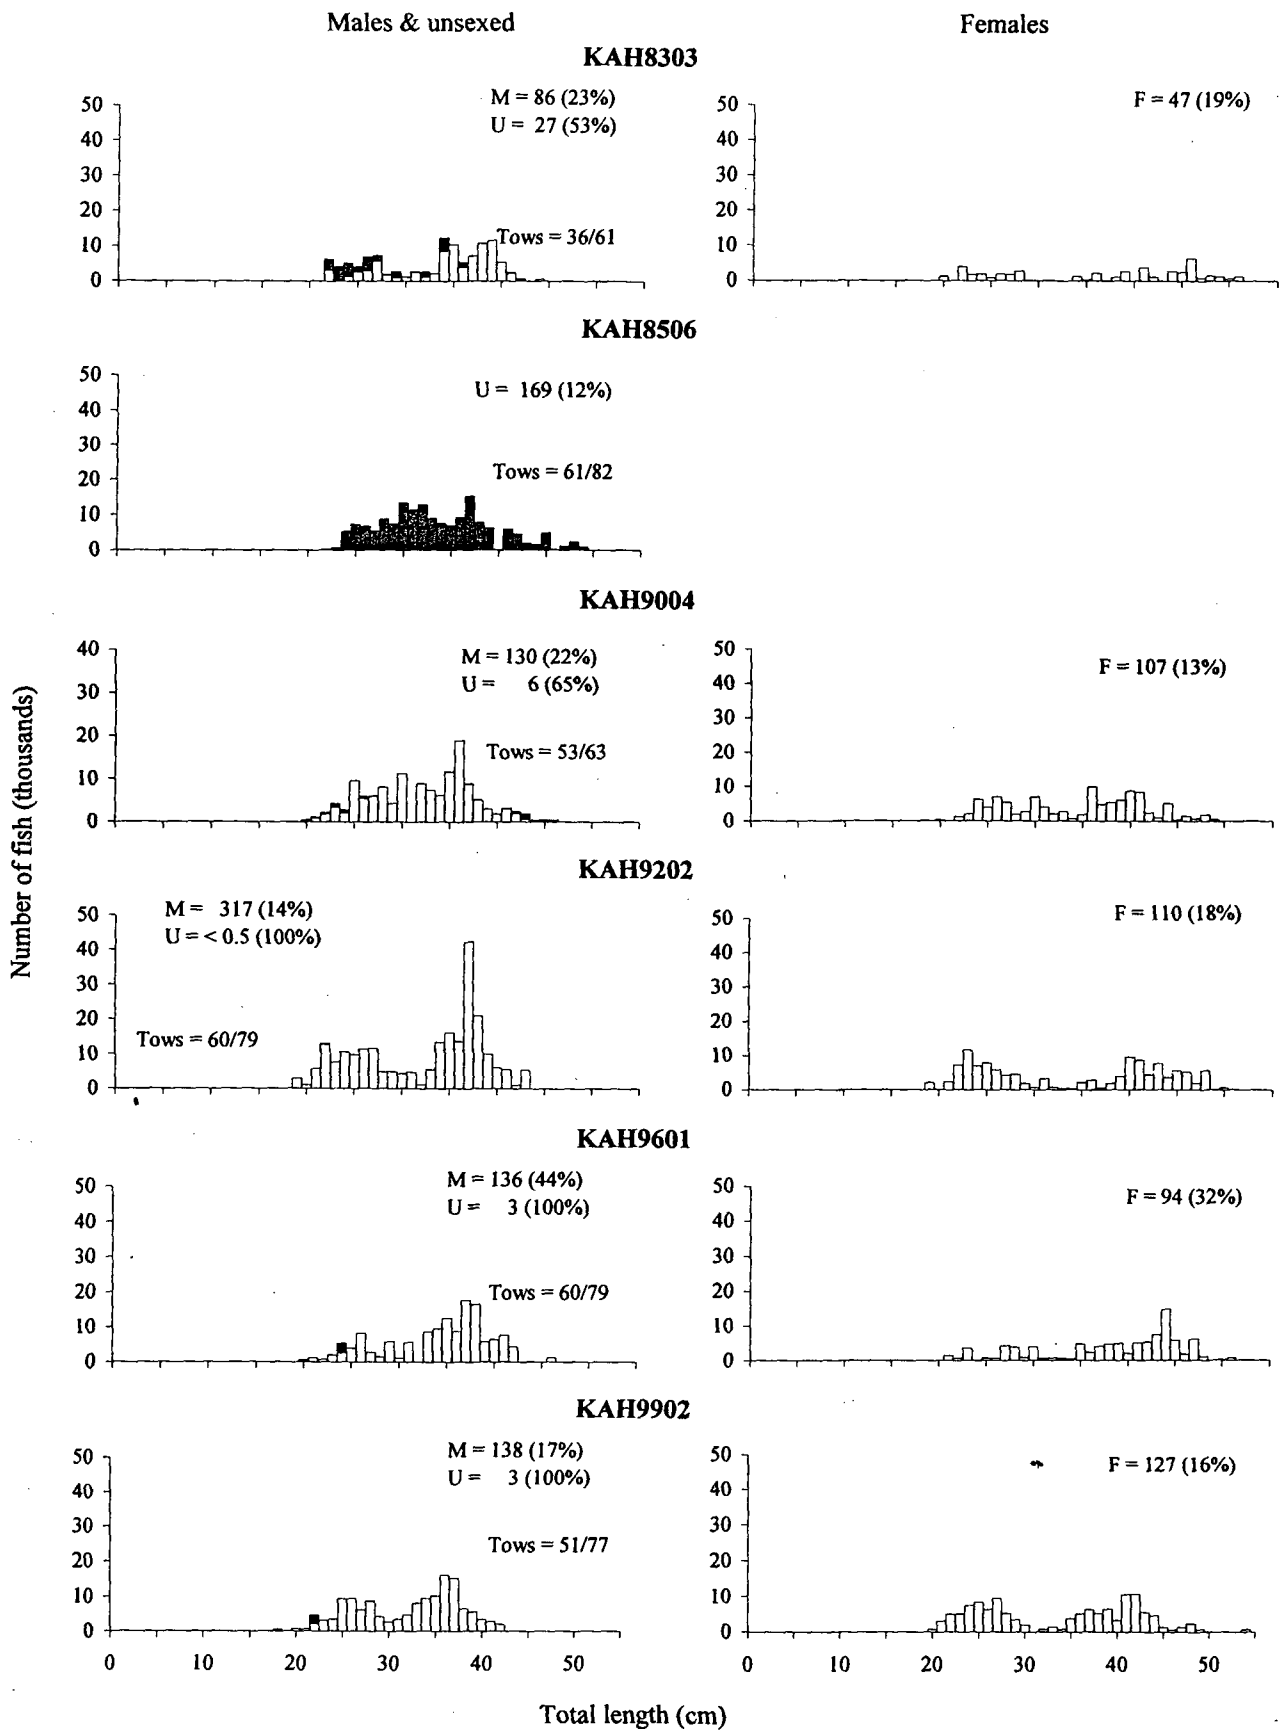 Males & unsexed
Females
KAH8303
M = 86 (23%)
U = 27 (53%)
F = 47 (19%)
50
40
30
20
10
0
Tows = 36/61
50
40
30
20
10
0
KAH8506
U = 169 (12%)
50
40
30
20
10
0
Tows = 61/82
KAH9004
M = 130 (22%)
U = 6 (65%)
F = 107 (13%)
40
30
20
10
0
Tows = 53/63
50
40
30
20
10
0
Number of fish (thousands)
KAH9202
M = 317 (14%)
U = < 0.5 (100%)
F = 110 (18%)
50
40
30
20
10
0
Tows = 60/79
50
40
30
20
10
0
KAH9601
M = 136 (44%)
U = 3 (100%)
F = 94 (32%)
50
40
30
20
10
0
Tows = 60/79
50
40
30
20
10
0
KAH9902
M = 138 (17%)
U = 3 (100%)
F = 127 (16%)
50
40
30
20
10
0
Tows = 51/77
50
40
30
20
10
0
0 10 20 30 40 50
0 10 20 30 40 50
Total length (cm)